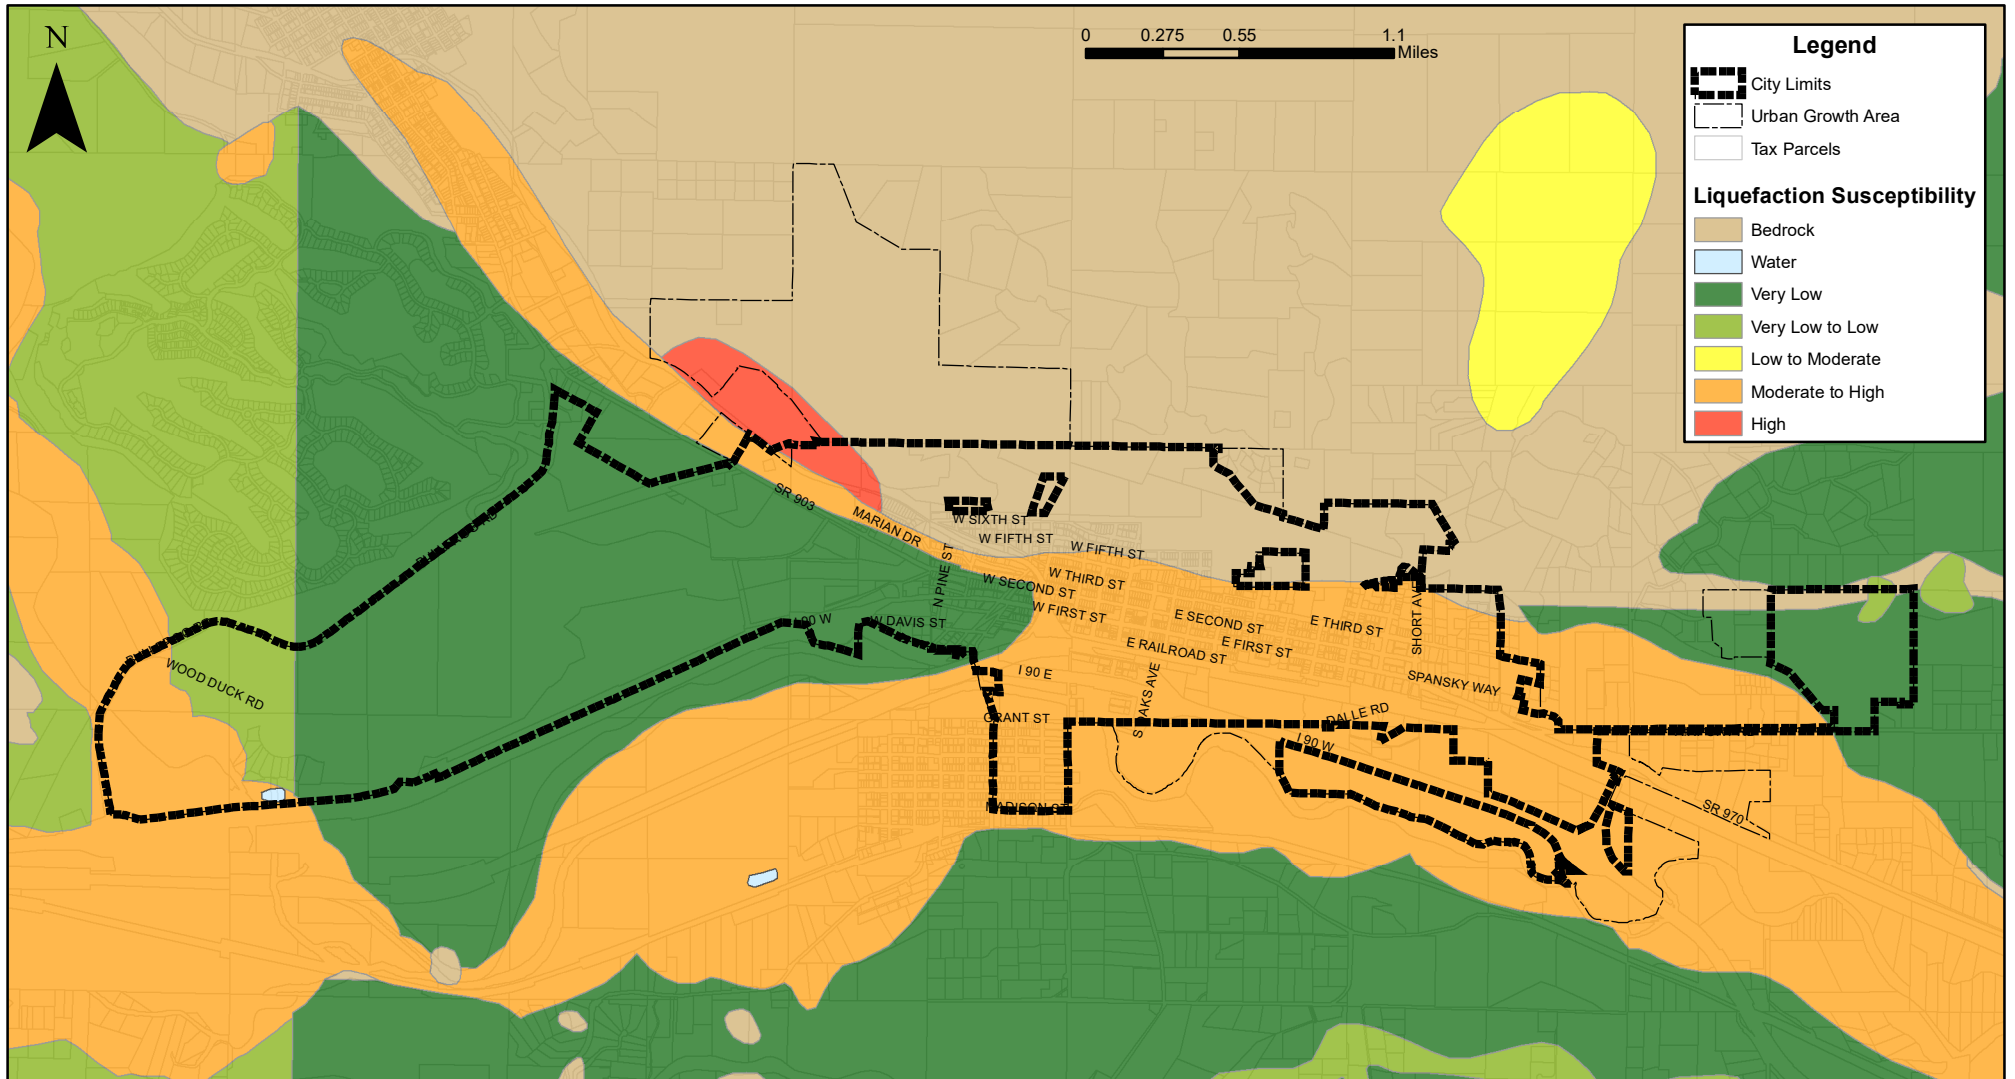 N
0 0.275 0.55 1.1
Miles
Legend
City Limits
Urban Growth Area
Tax Parcels
Liquefaction Susceptibility
Bedrock
Water
Very Low
Very Low to Low
Low to Moderate
Moderate to High
High
SR 903
MARIAN DR
W SIXTH ST
W FIFTH ST
W FIFTH ST
N PINE ST
W THIRD ST
W SECOND ST
W FIRST ST
E SECOND ST
E THIRD ST
E FIRST ST
SHORT AVE
I 90 W
W DAVIS ST
E RAILROAD ST
I 90 E
WOOD DUCK RD
SPANSKY WAY
S OAKS AVE
GRANT ST
DALLE RD
I 90 W
MADISON ST
SR 970